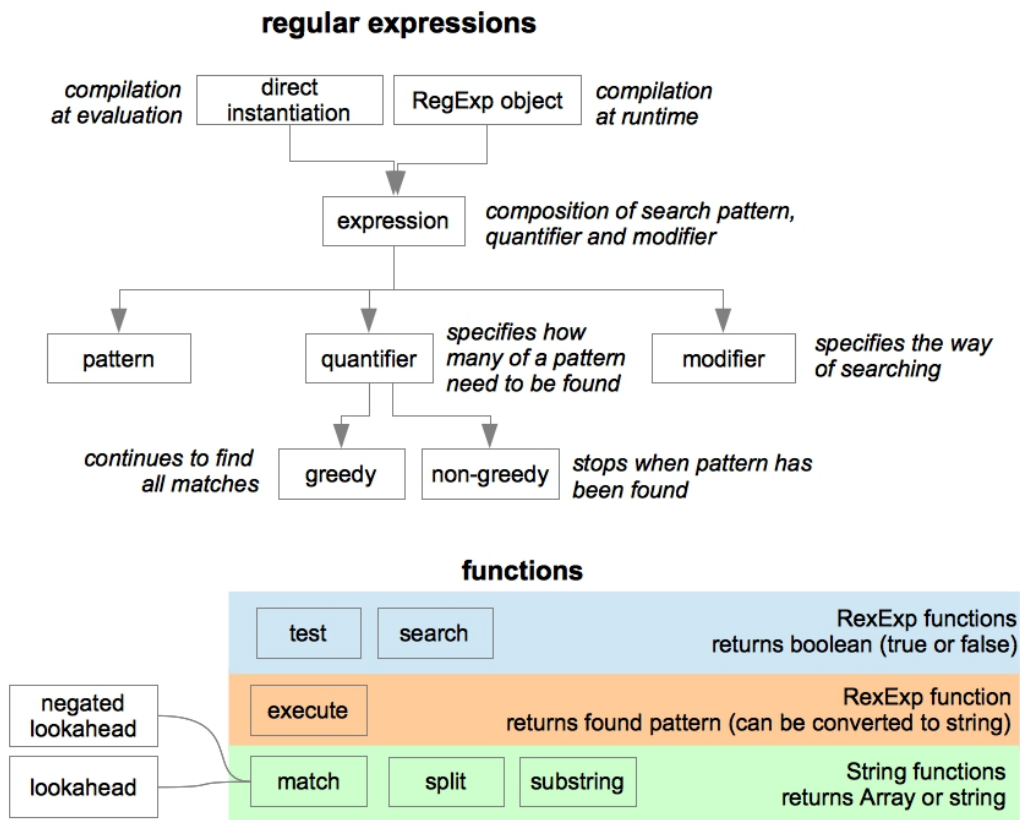 regular expressions
compilation
at evaluation
direct
instantiation
RegExp object
compilation
at runtime
expression
composition of search pattern,
quantifier and modifier
pattern
quantifier
specifies how
many of a pattern
need to be found
modifier
specifies the way
of searching
continues to find
all matches
greedy
non-greedy
stops when pattern has
been found
functions
test
search
RexExp functions
returns boolean (true or false)
negated
lookahead
execute
RexExp function
returns found pattern (can be converted to string)
lookahead
match
split
substring
String functions
returns Array or string